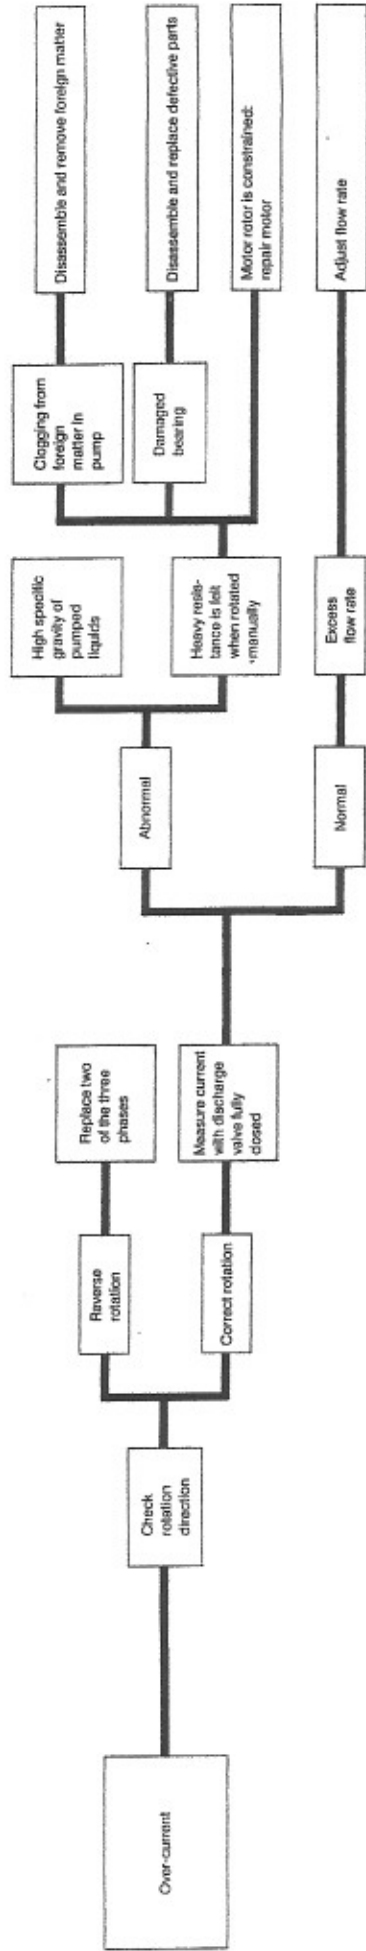 Over-current
Check
rotation
direction
Reverse
rotation
Replace two
of the three
phases
Correct rotation
Measure current
with discharge
valve fully
closed
Abnormal
High specific
gravity of
pumped
liquids
Heavy resis-
tance is felt
when rotated
manually
Clogging from
foreign
matter in
pump
Disassemble and remove foreign matter
Damaged
bearing
Disassemble and replace defective parts
Motor rotor is constrained:
repair motor
Normal
Excess
flow rate
Adjust flow rate